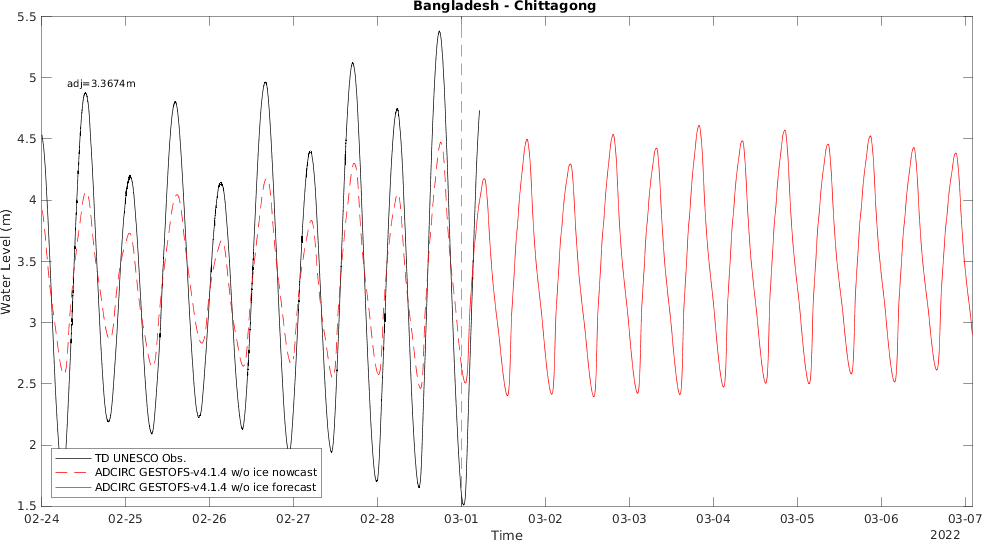 Bangladesh - Chittagong
5.5
5
4.5
4
3.5
3
2.5
2
1.5
Water Level (m)
adj=3.3674m
TD UNESCO Obs.
ADCIRC GESTOFS-v4.1.4 w/o ice nowcast
ADCIRC GESTOFS-v4.1.4 w/o ice forecast
02-24 02-25 02-26 02-27 02-28 03-01 03-02 03-03 03-04 03-05 03-06 03-07
Time
2022